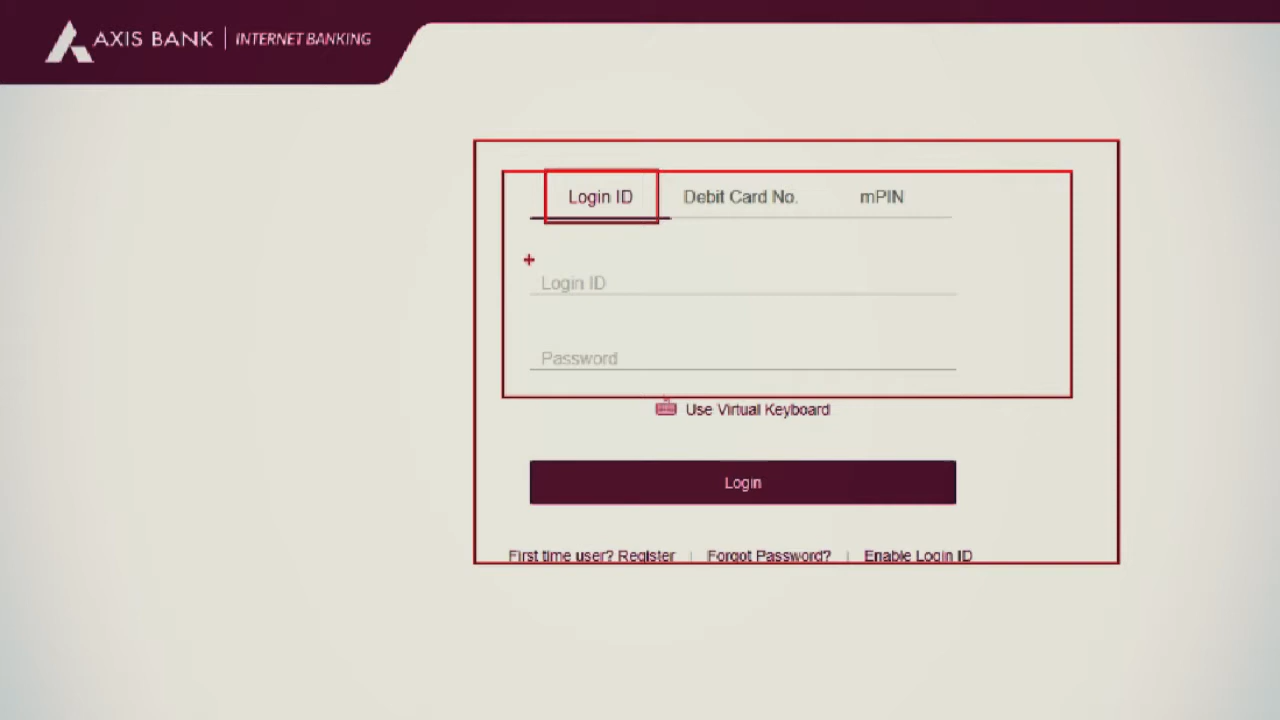 AXIS BANK | INTERNET BANKING
Login ID Debit Card No. mPIN
+
Login ID
Password
Use Virtual Keyboard
Login
First time user? Register | Forgot Password? | Enable Login ID